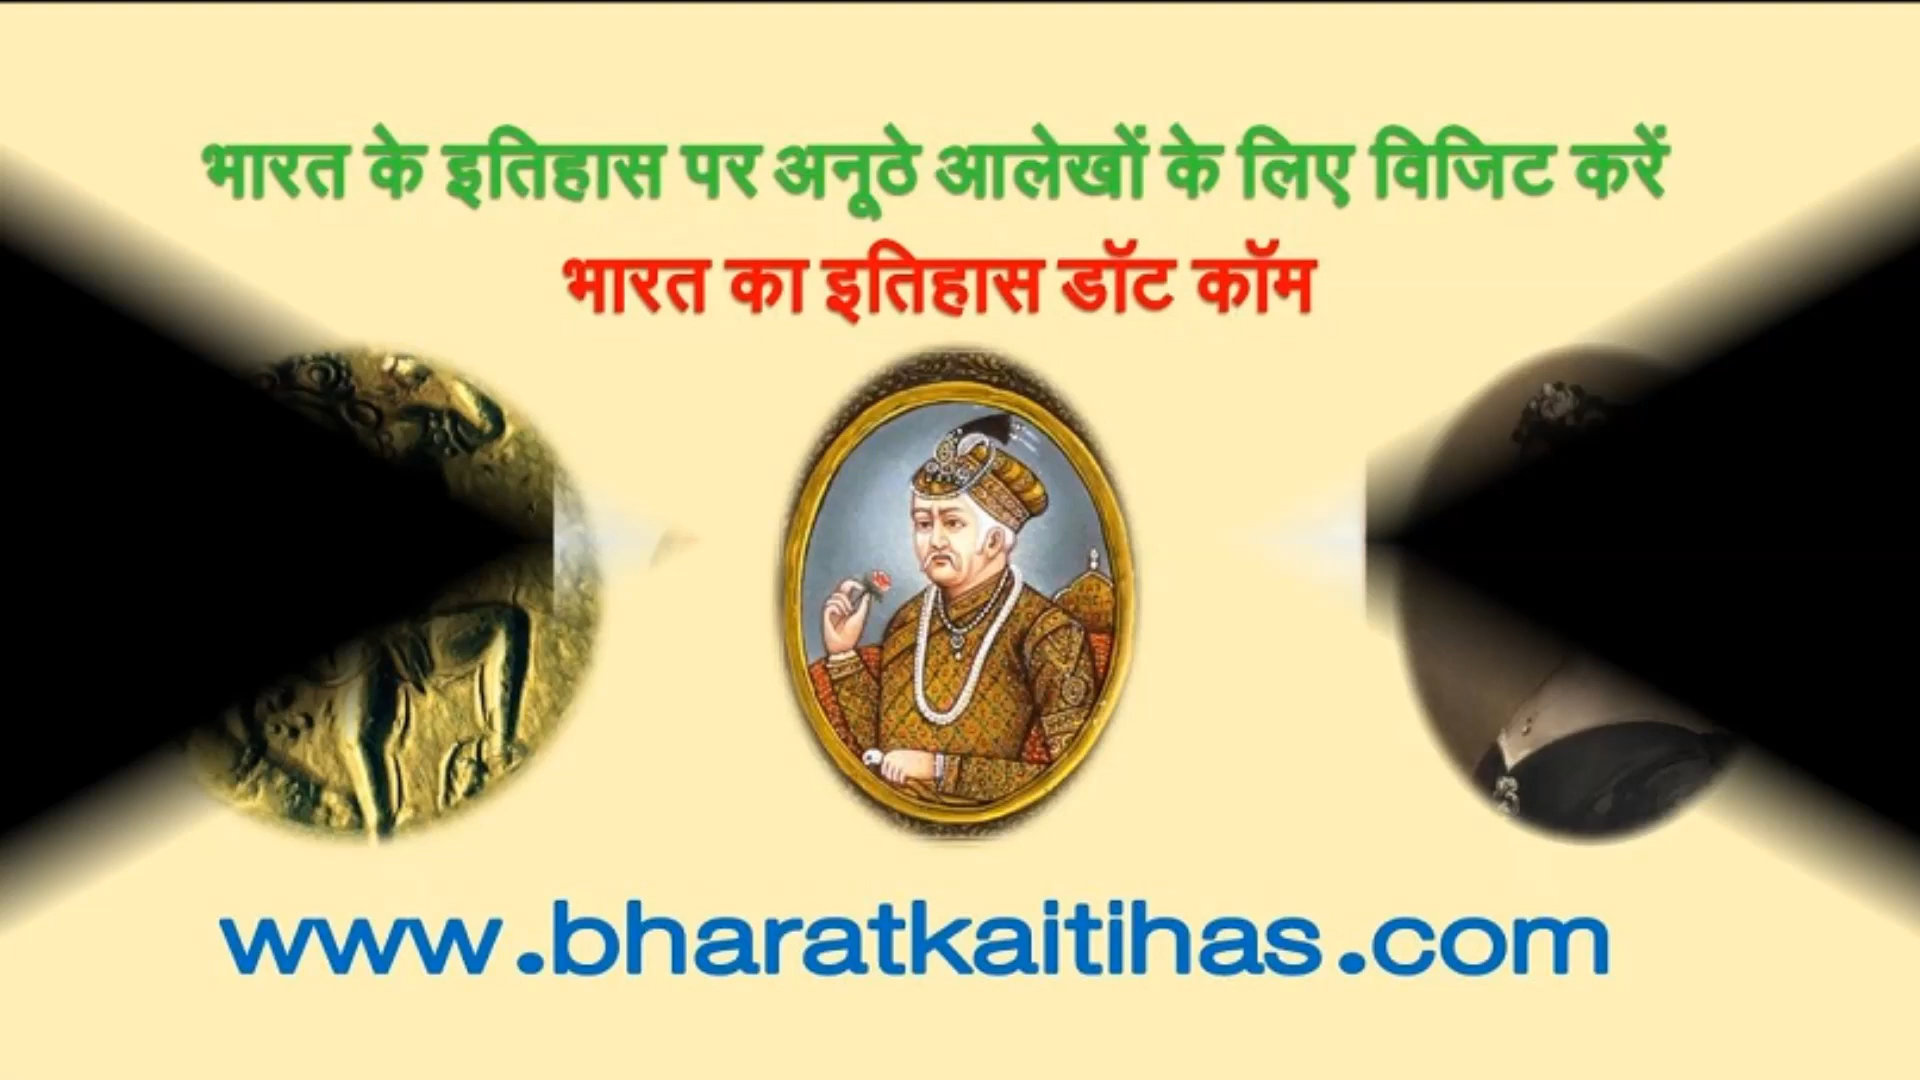 भारत के इतिहास पर अनूठे आलेखों के लिए विजिट करें
भारत का इतिहास डॉट कॉम
www.bharatkaitihas.com